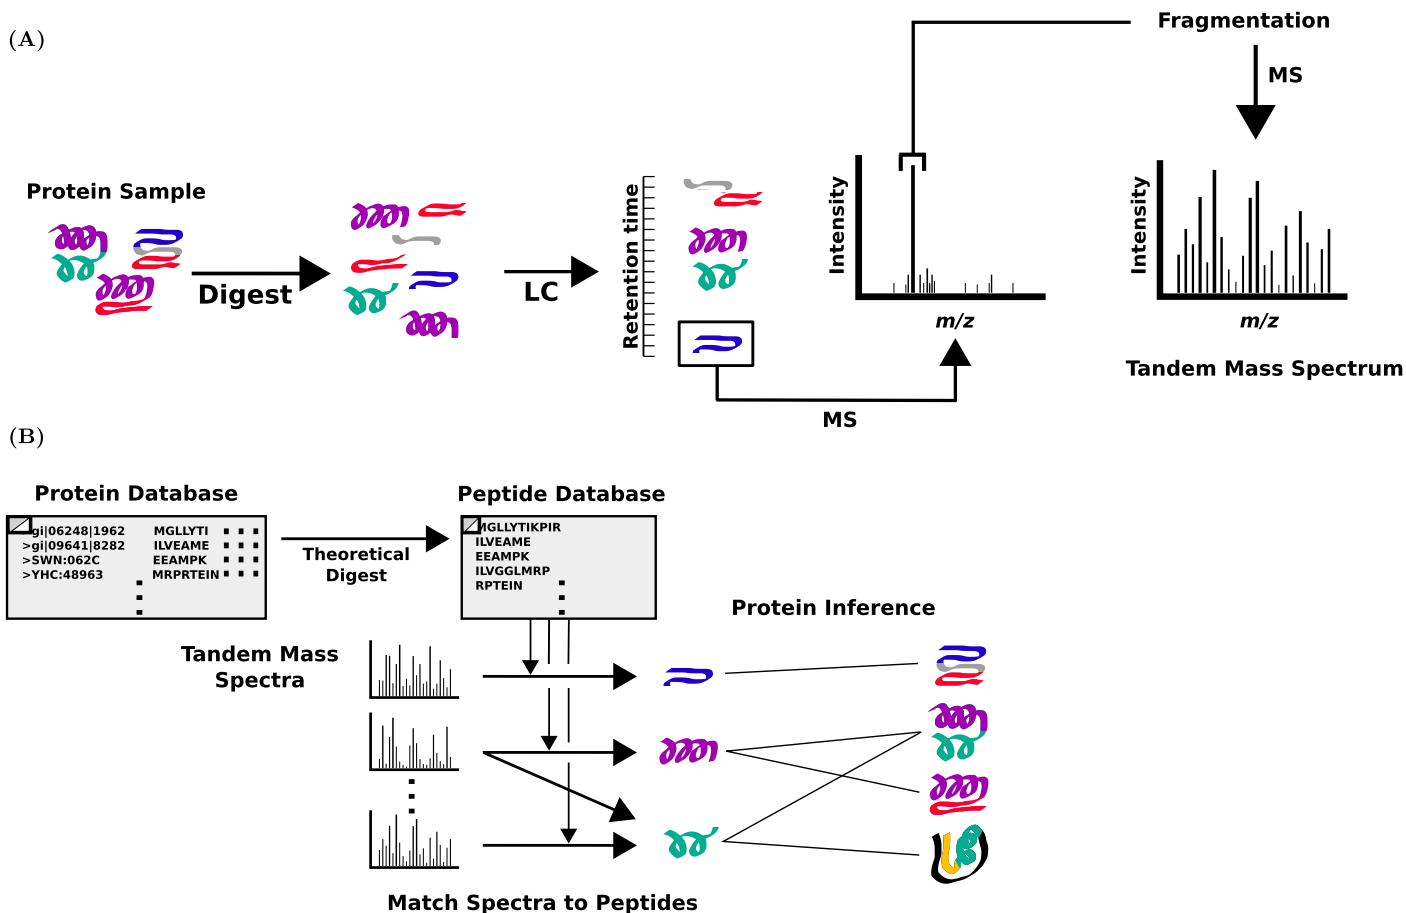 (A)
Fragmentation
MS
Protein Sample
Digest
LC
Retention time
Intensity
m/z
MS
Intensity
m/z
Tandem Mass Spectrum
(B)
Protein Database
>gi|06248|1962 MGLLYTI
>gi|09641|8282 ILVEAME
>SWN:062C EEAMPK
>YHC:48963 MRPRTEIN
Theoretical
Digest
Peptide Database
MGLLYTIKPIR
ILVEAME
EEAMPK
ILVGGLMRP
RPTEIN
Protein Inference
Tandem Mass
Spectra
Match Spectra to Peptides